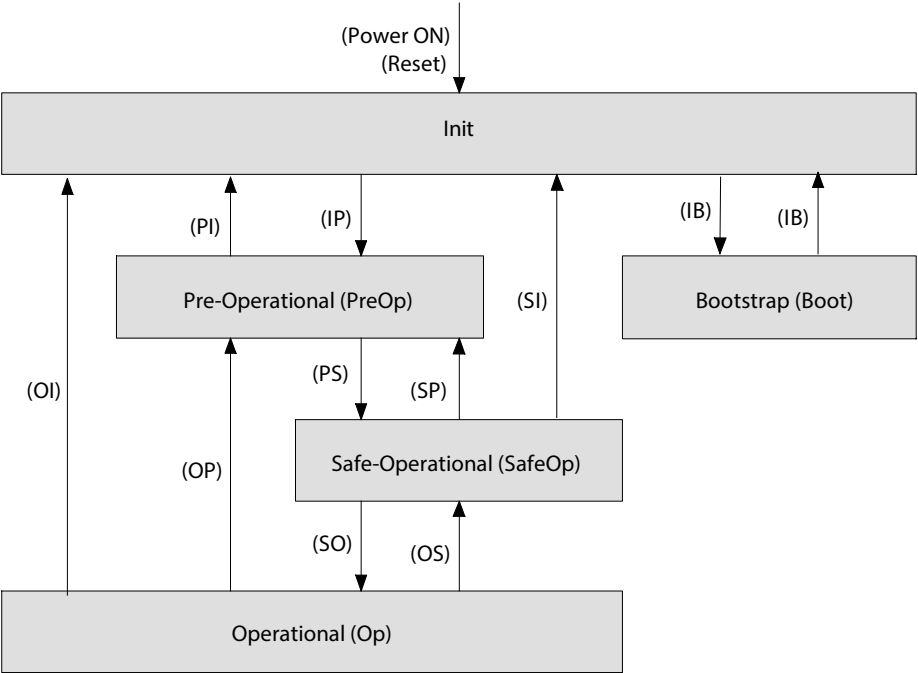 (Power ON)
(Reset)
Init
(PI)
(IP)
(IB)
(IB)
Pre-Operational (PreOp)
(SI)
Bootstrap (Boot)
(OI)
(PS)
(SP)
Safe-Operational (SafeOp)
(OP)
(SO)
(OS)
Operational (Op)